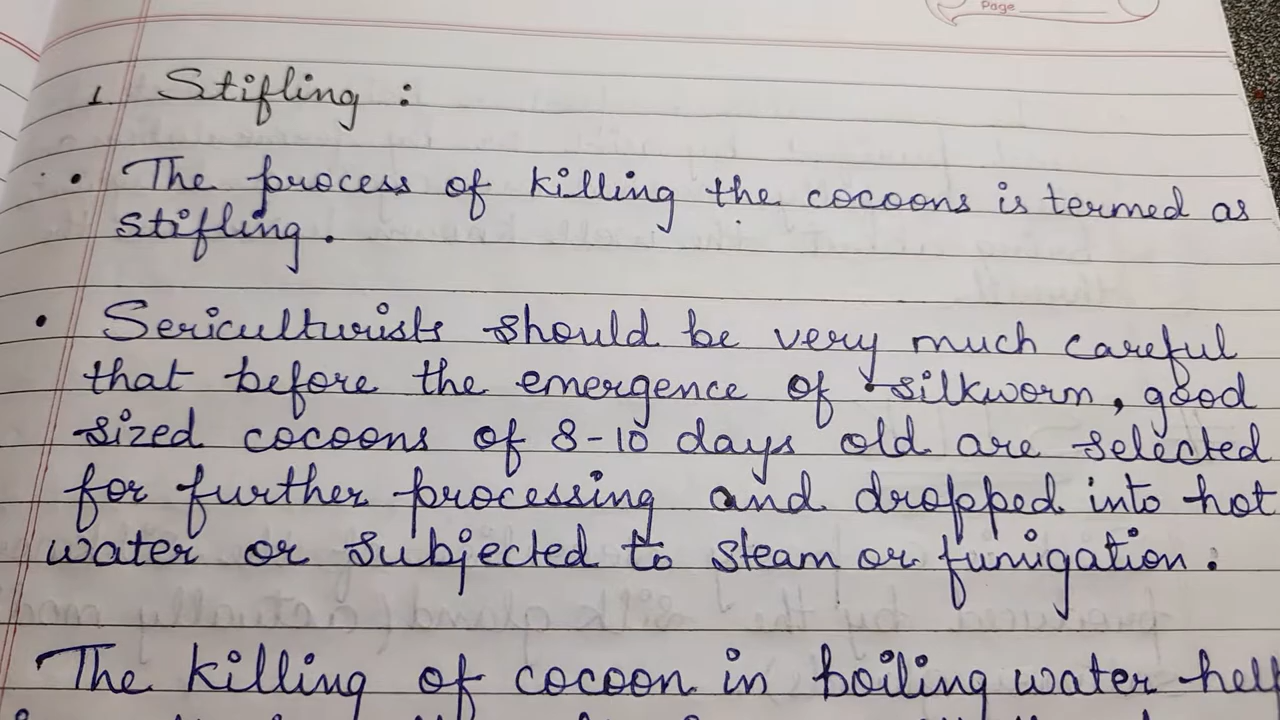 Page
1. Stifling :
• The process of killing the cocoons is termed as
stifling.
• Sericulturists should be very much careful
that before the emergence of silkworm, good
sized cocoons of 8-10 days old are selected
for further processing and dropped into hot
water or subjected to steam or fumigation.
The killing of cocoon in boiling water